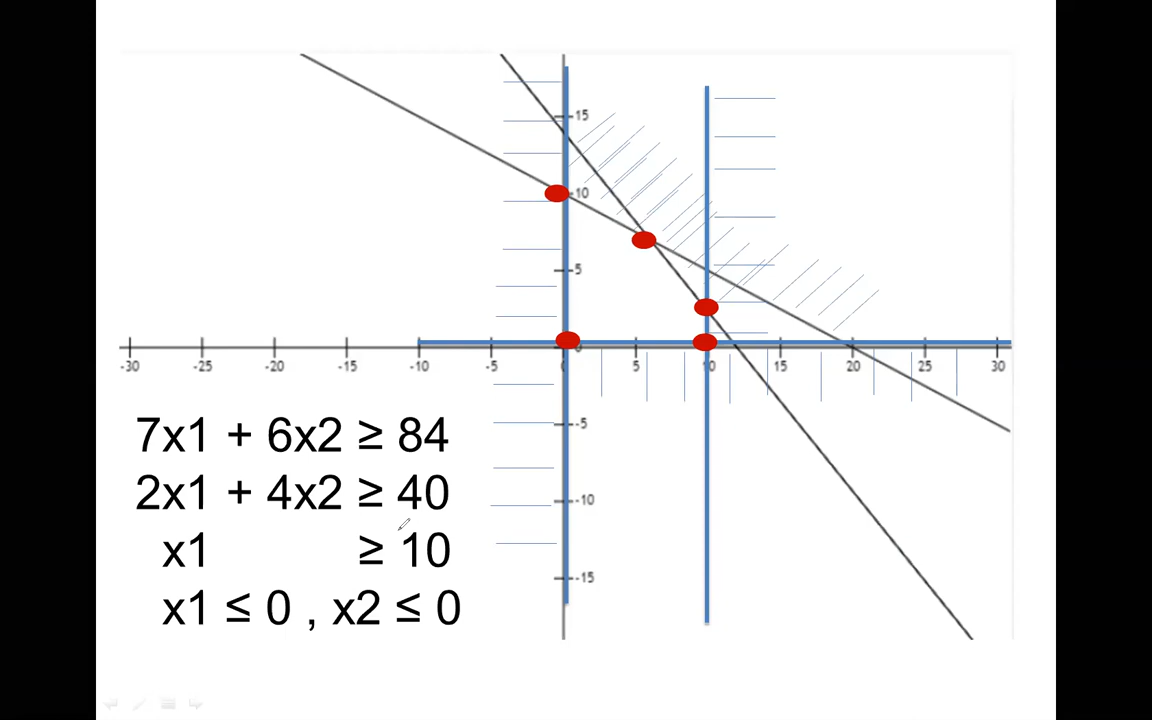 15
10
5
-30 -25 -20 -15 -10 -5 0 5 10 15 20 25 30
-5
-10
-15
7x1 + 6x2 ≥ 84
2x1 + 4x2 ≥ 40
x1 ≥ 10
x1 ≤ 0 , x2 ≤ 0